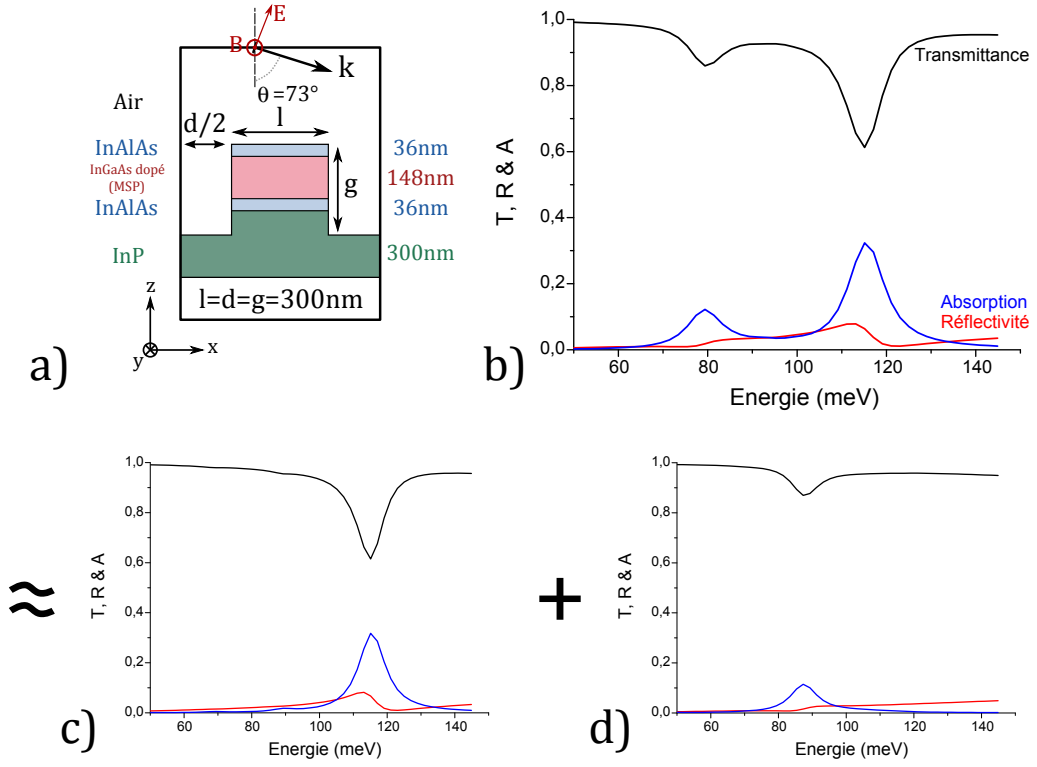 E
B
k
θ =73°
Air
l
d/2
InAlAs
36nm
InGaAs dopé
(MSP)
148nm
g
InAlAs
36nm
InP
300nm
l=d=g=300nm
z
y
x
a)
1,0
0,8
0,6
0,4
0,2
0,0
T, R & A
Transmittance
Absorption
Réflectivité
60 80 100 120 140
Energie (meV)
b)
≈
1,0
0,8
0,6
0,4
0,2
0,0
T, R & A
60 80 100 120 140
Energie (meV)
c)
+
1,0
0,8
0,6
0,4
0,2
0,0
T, R & A
60 80 100 120 140
Energie (meV)
d)